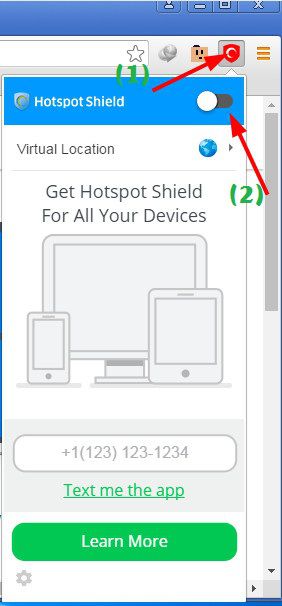 (1)
Hotspot Shield
Virtual Location
(2)
Get Hotspot Shield
For All Your Devices
+1(123) 123-1234
Text me the app
Learn More